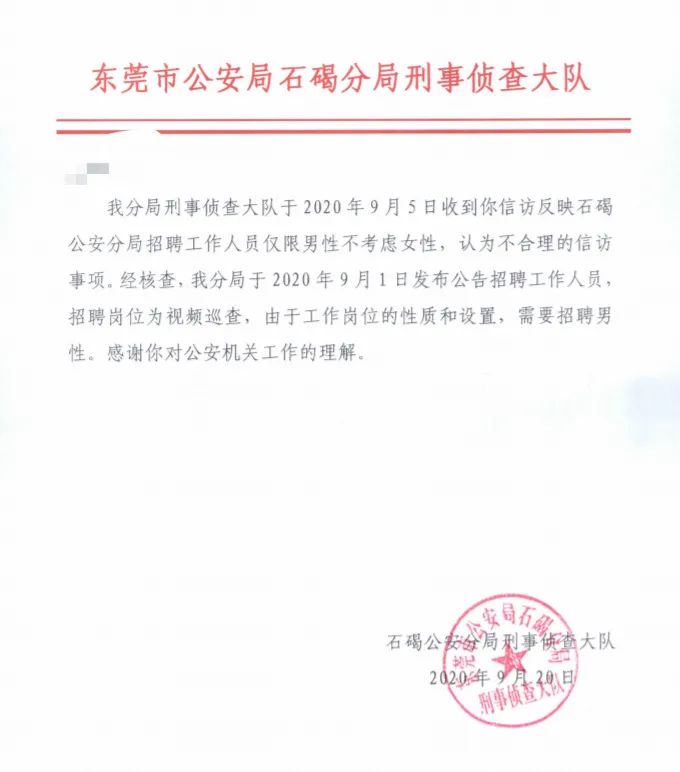 东莞市公安局石碣分局刑事侦查大队
我分局刑事侦查大队于 2020 年 9 月 5 日收到你信访反映石碣
公安分局招聘工作人员仅限男性不考虑女性，认为不合理的信访
事项。经核查，我分局于 2020 年 9 月 1 日发布公告招聘工作人员，
招聘岗位为视频巡查，由于工作岗位的性质和设置，需要招聘男
性。感谢你对公安机关工作的理解。
石碣公安分局刑事侦查大队
2020 年 9 月 20 日
东莞市公安局石碣分局
刑事侦查大队